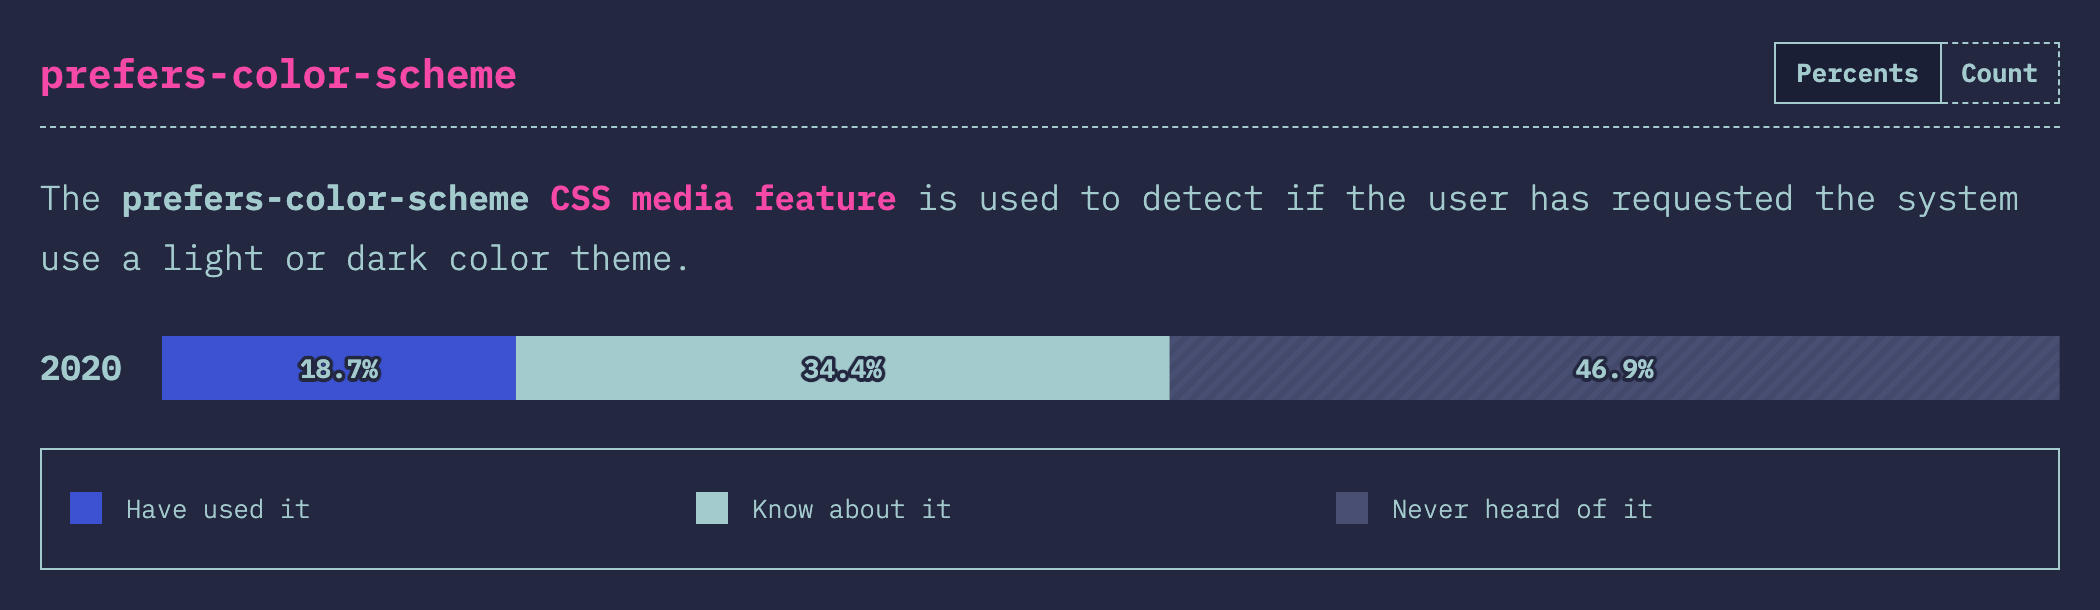 prefers-color-scheme
Percents Count
The prefers-color-scheme CSS media feature is used to detect if the user has requested the system
use a light or dark color theme.
2020 18.7% 34.4% 46.9%
Have used it Know about it Never heard of it